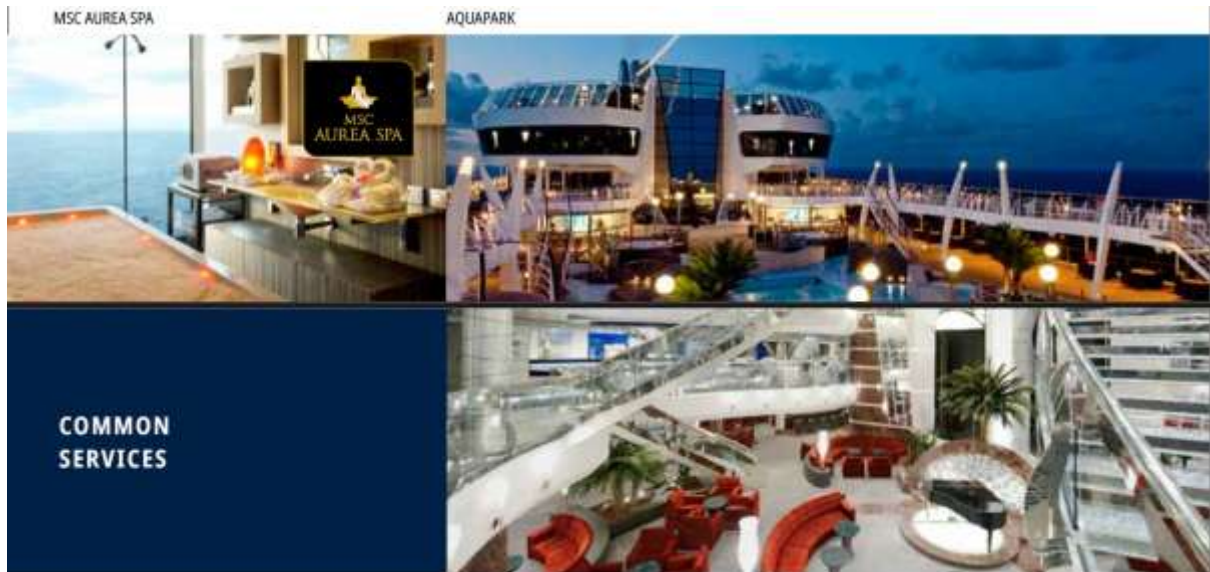 MSC AUREA SPA
AQUAPARK
MSC
AUREA SPA
COMMON
SERVICES